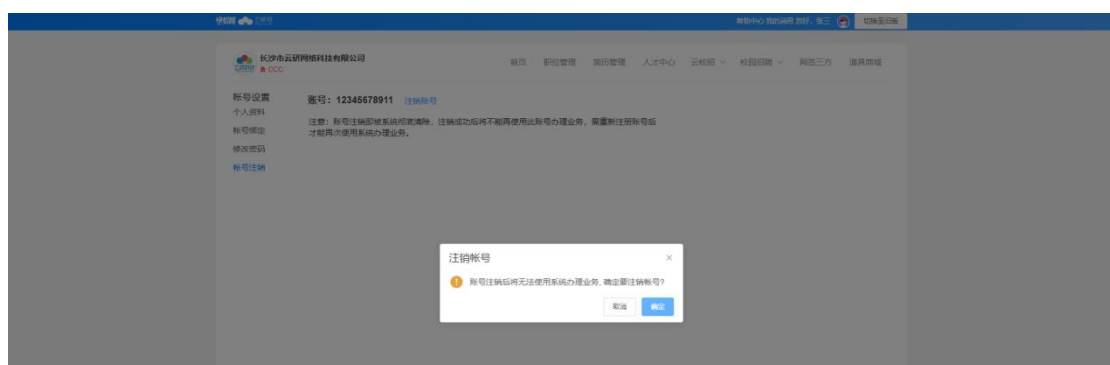 帮助中心 我的消息 您好，张三 切换至旧版
长沙市云研网络科技有限公司
CCC
首页 职位管理 简历管理 人才中心 云校招 校园招聘 网签三方 道具商城
帐号设置
个人资料
帐号绑定
修改密码
帐号注销
账号：12345678911 注销账号
注意：账号注销即被系统彻底清除，注销成功后将不能再使用此账号办理业务，需重新注册账号后
才能再次使用系统办理业务。
注销帐号
账号注销后将无法使用系统办理业务，确定要注销帐号？
取消 确定